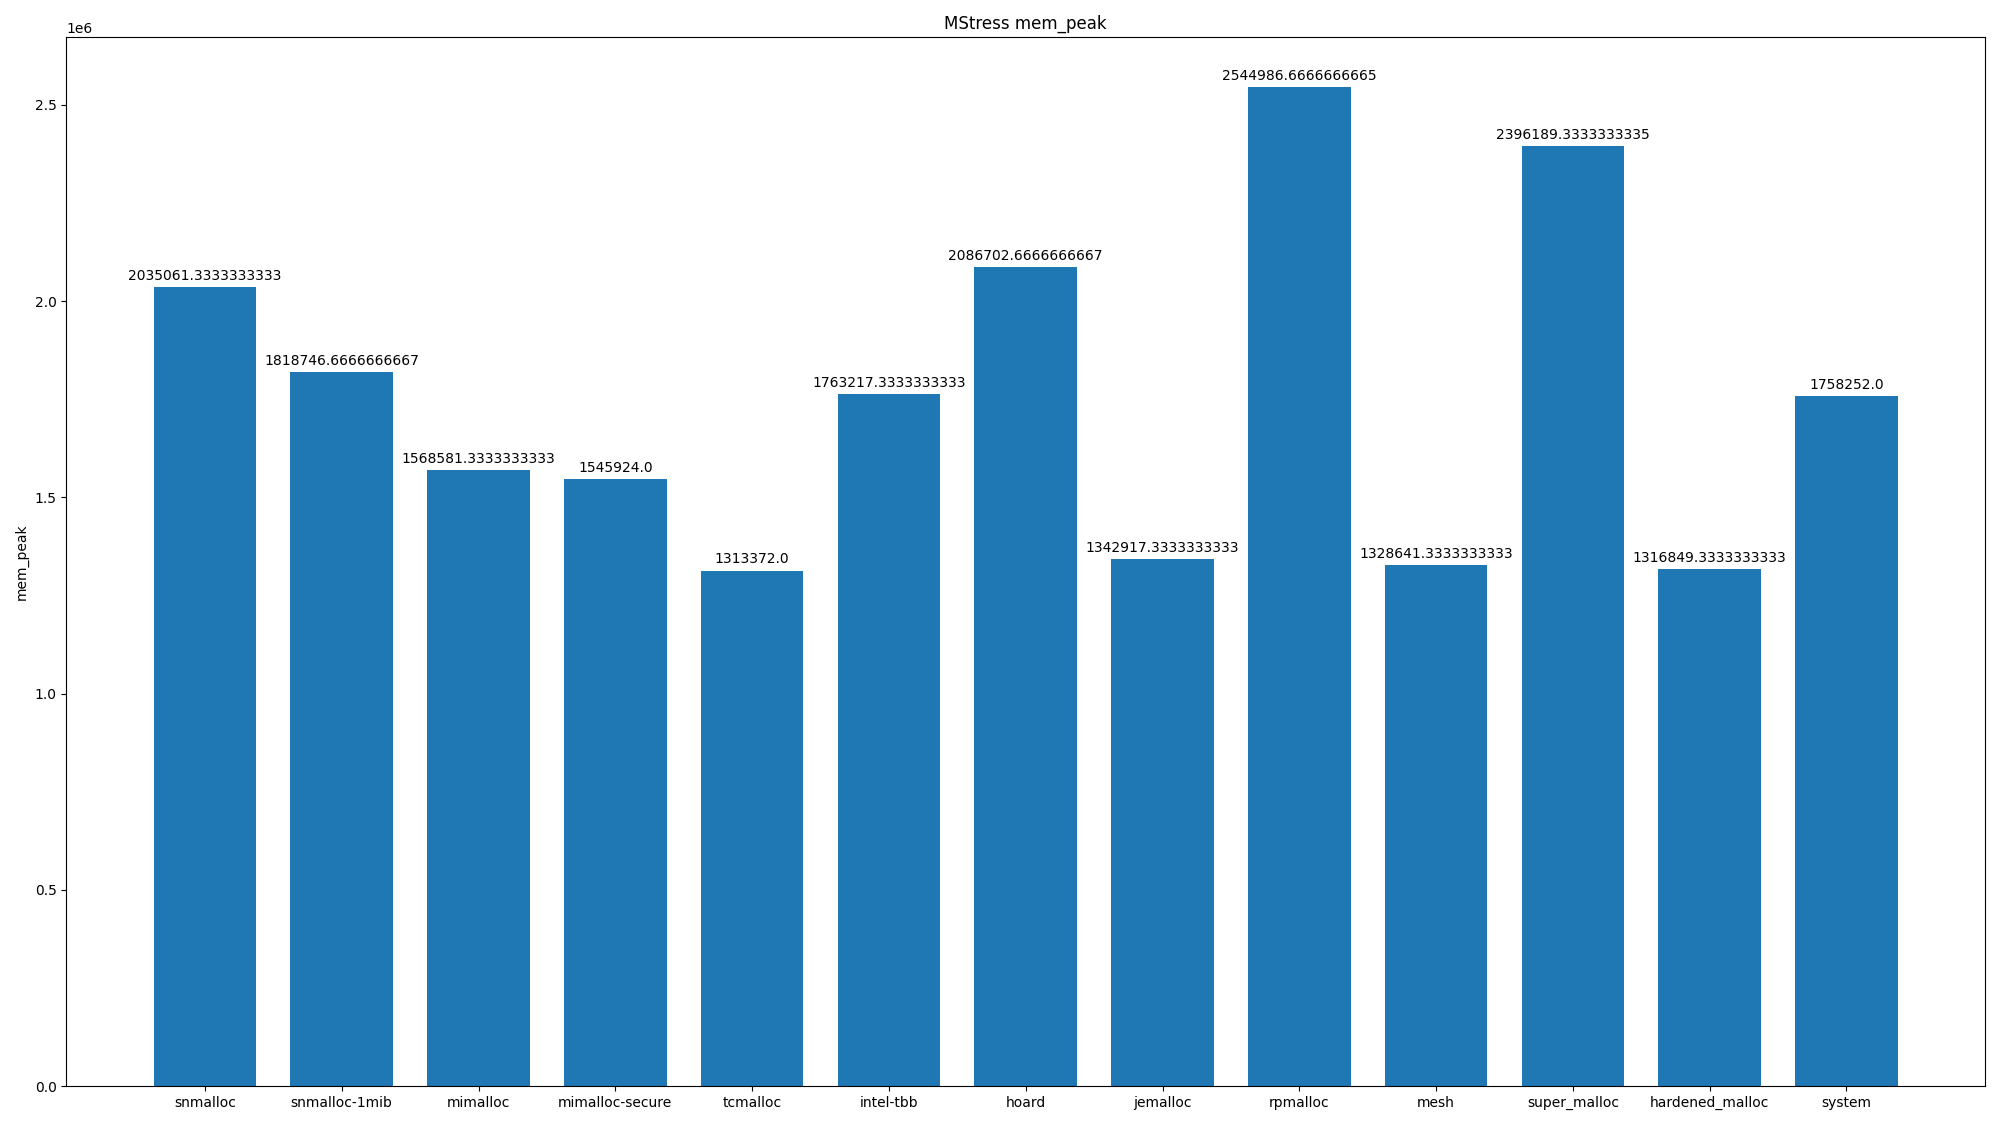 MStress mem_peak
1e6
2.5
2.0
1.5
1.0
0.5
0.0
mem_peak
2035061.3333333333
1818746.6666666667
1568581.3333333333
1545924.0
1313372.0
1763217.3333333333
2086702.6666666667
1342917.3333333333
2544986.6666666665
1328641.3333333333
2396189.3333333335
1316849.3333333333
1758252.0
snmalloc
snmalloc-1mib
mimalloc
mimalloc-secure
tcmalloc
intel-tbb
hoard
jemalloc
rpmalloc
mesh
super_malloc
hardened_malloc
system